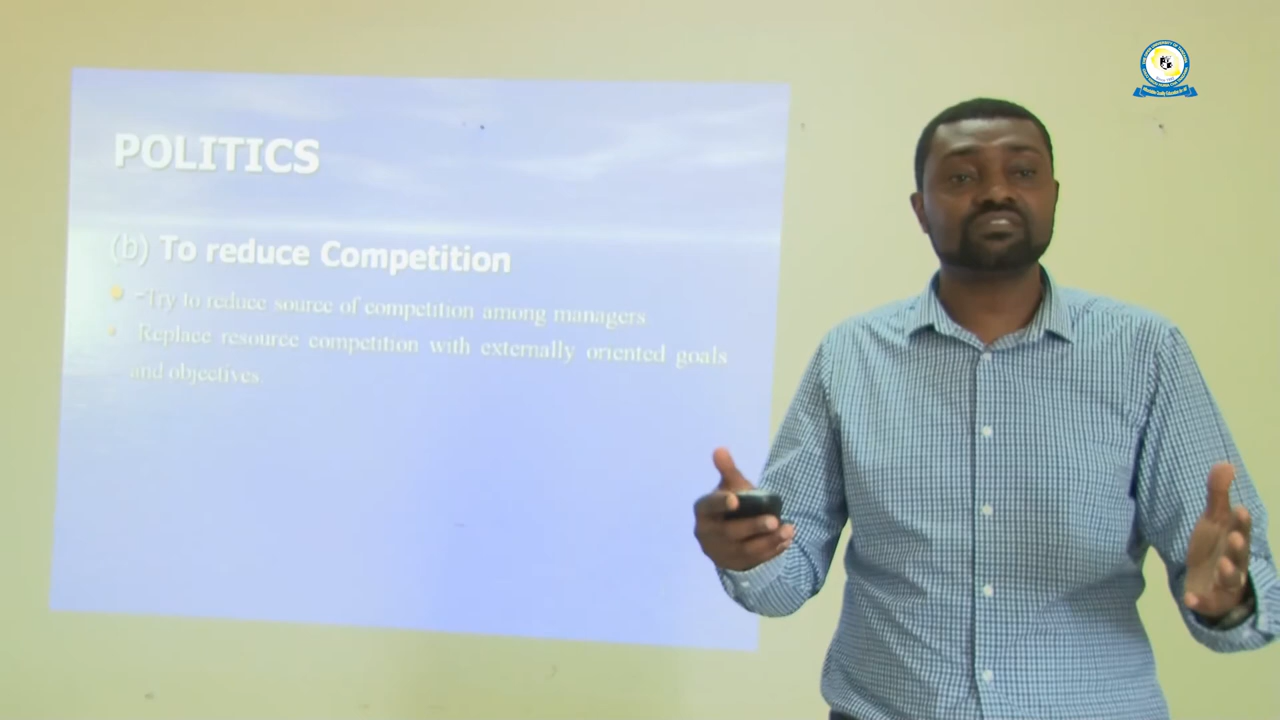 POLITICS
(b) To reduce Competition
-Try to reduce source of competition among managers.
Replace resource competition with externally oriented goals
and objectives.